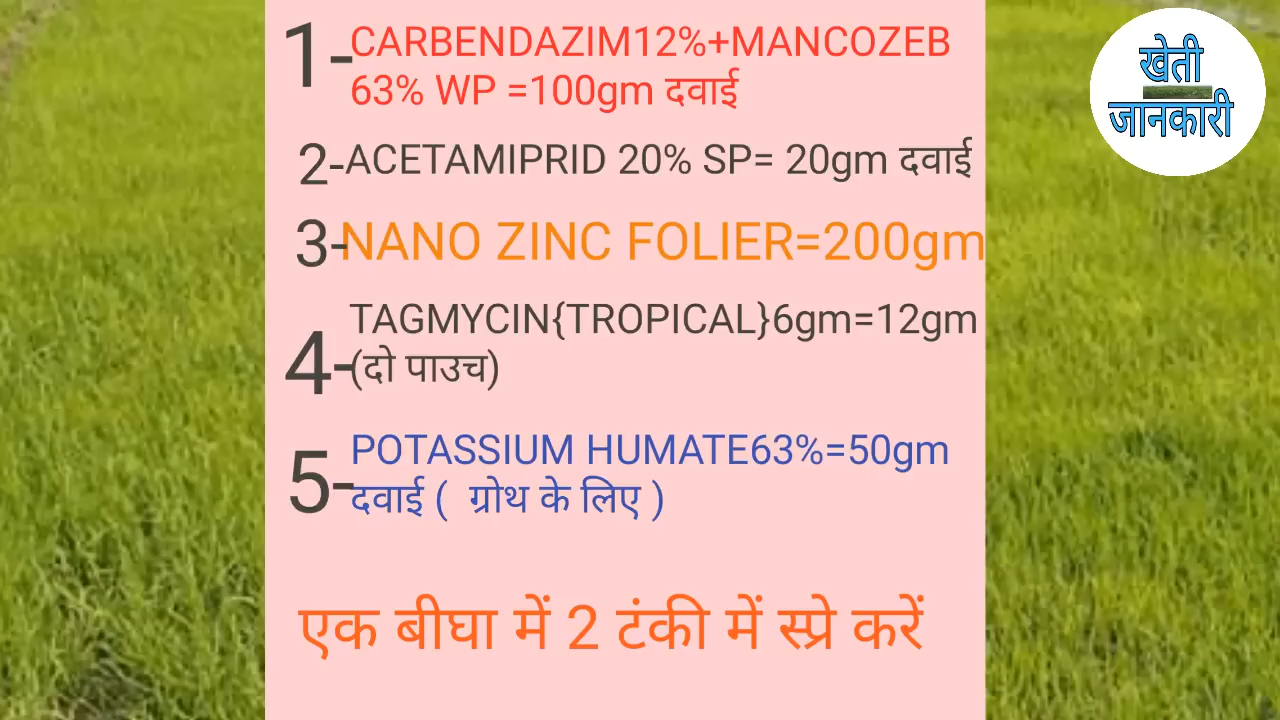 1-CARBENDAZIM12%+MANCOZEB
63% WP =100gm दवाई
2-ACETAMIPRID 20% SP= 20gm दवाई
3-NANO ZINC FOLIER=200gm
4-TAGMYCIN{TROPICAL}6gm=12gm
(दो पाउच)
5-POTASSIUM HUMATE63%=50gm
दवाई ( ग्रोथ के लिए )
एक बीघा में 2 टंकी में स्प्रे करें
खेती
जानकारी